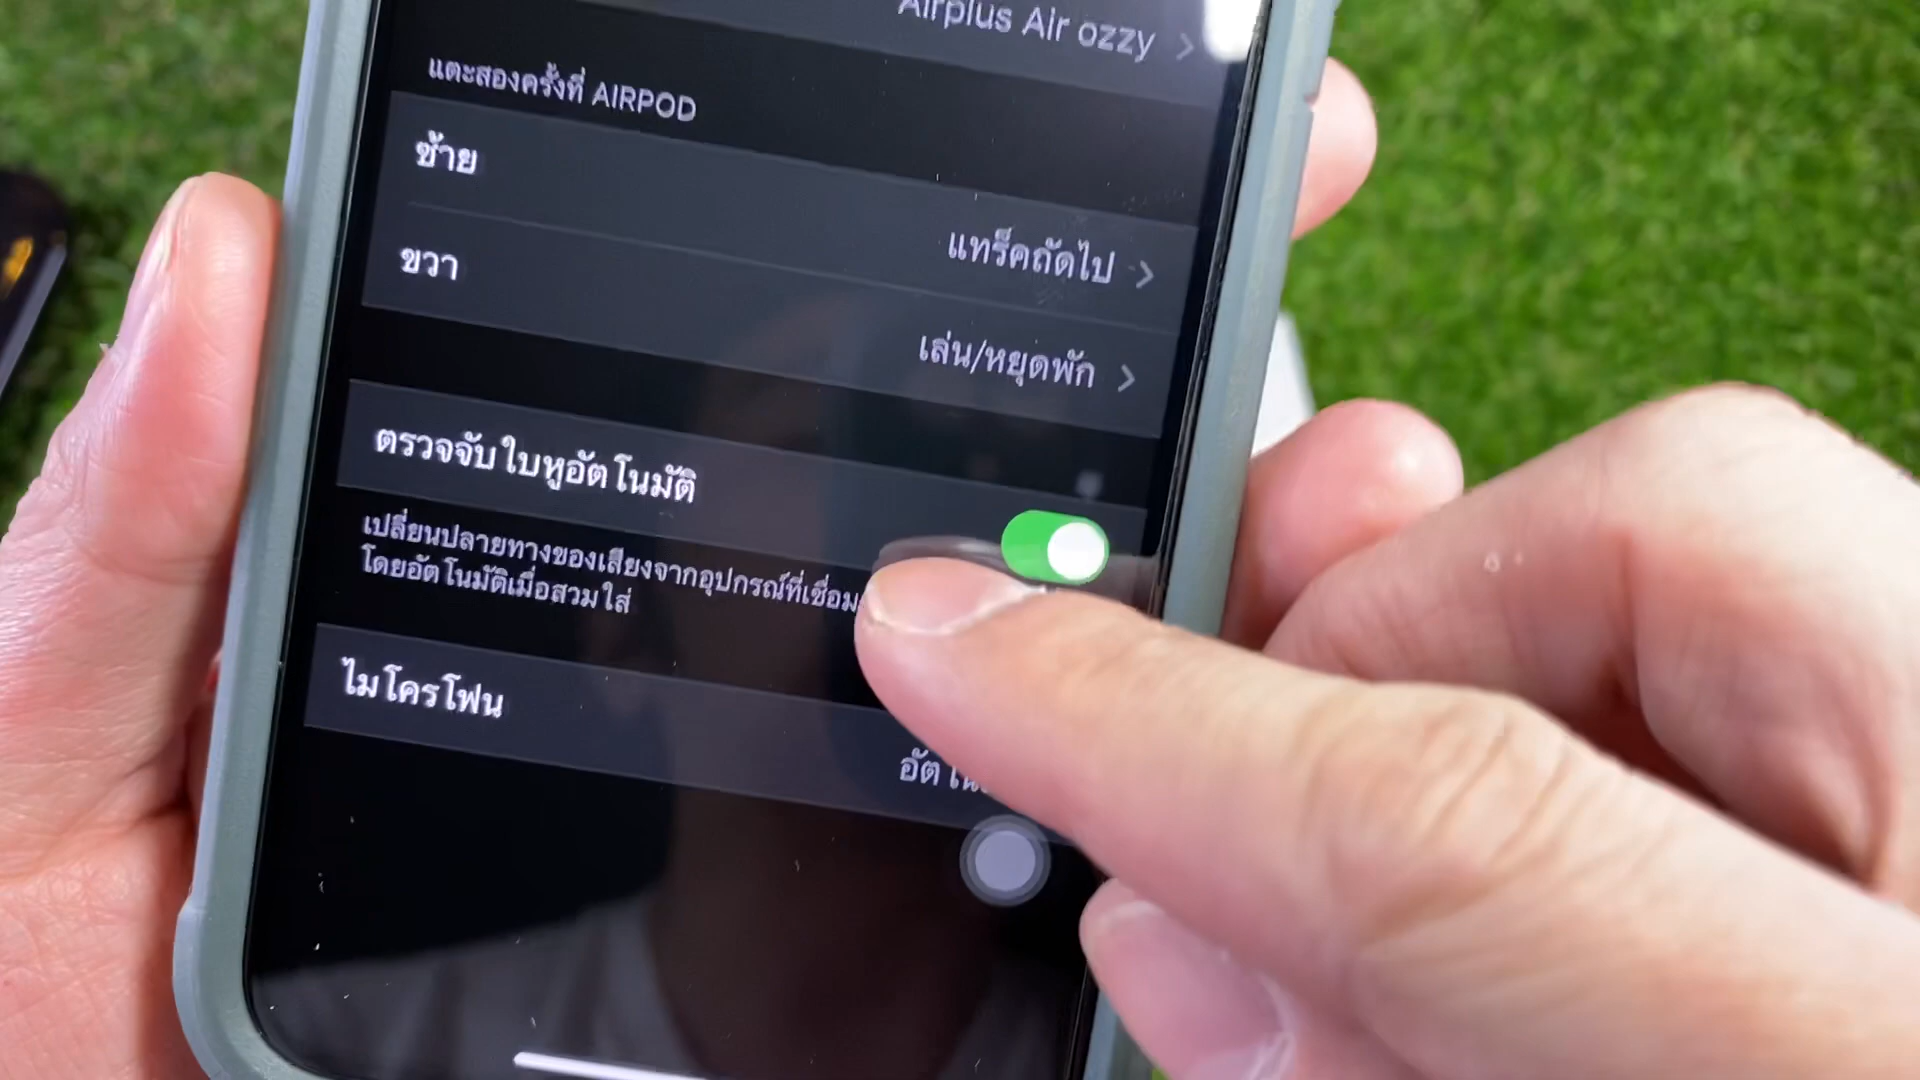 Airplus Air ozzy
แตะสองครั้งที่ AIRPOD
ซ้าย
แทร็คถัดไป
ขวา
เล่น/หยุดพัก
ตรวจจับใบหูอัตโนมัติ
เปลี่ยนปลายทางของเสียงจากอุปกรณ์ที่เชื่อม
โดยอัตโนมัติเมื่อสวมใส่
ไมโครโฟน